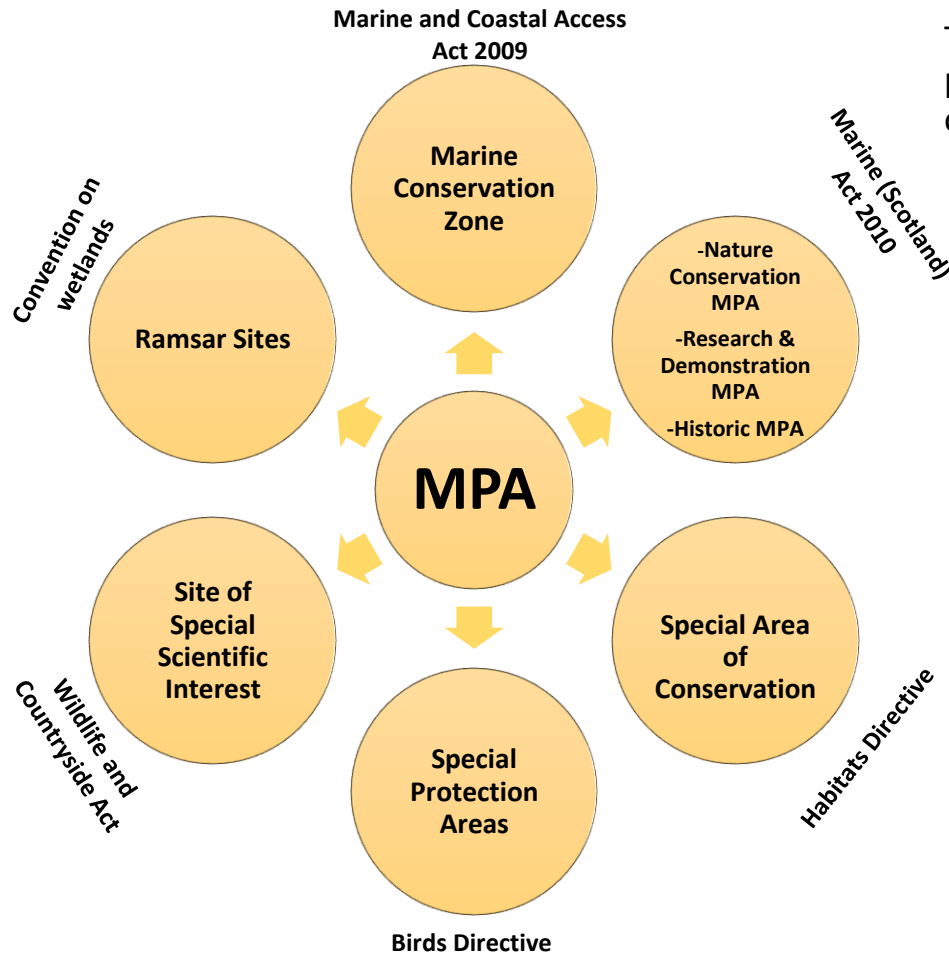 Marine and Coastal Access
Act 2009
Marine
Conservation
Zone
Marine (Scotland)
Act 2010
-Nature
Conservation
MPA
-Research &
Demonstration
MPA
-Historic MPA
Convention on
wetlands
Ramsar Sites
MPA
Site of
Special
Scientific
Interest
Wildlife and
Countryside Act
Special Area
of
Conservation
Habitats Directive
Special
Protection
Areas
Birds Directive